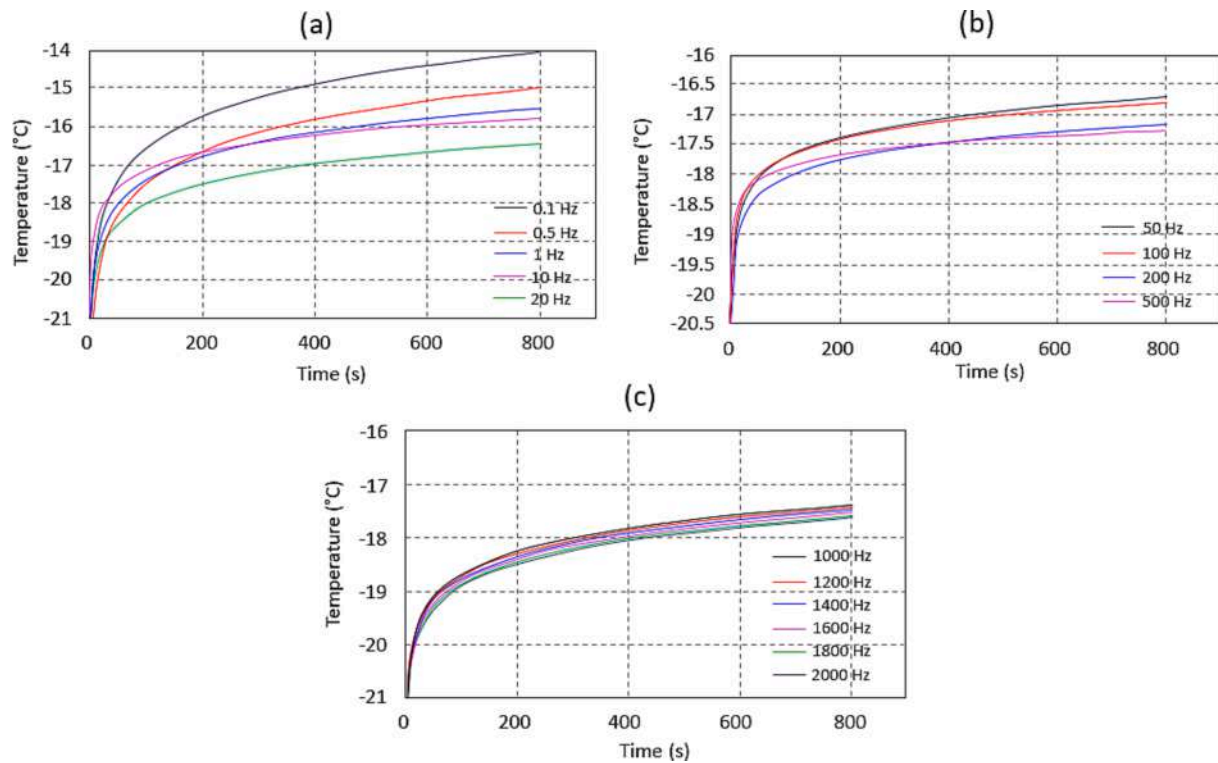 (a)
Temperature (°C)
-14
-15
-16
-17
-18
-19
-20
-21
0 200 400 600 800
Time (s)
0.1 Hz
0.5 Hz
1 Hz
10 Hz
20 Hz
(b)
Temperature (°C)
-16
-16.5
-17
-17.5
-18
-18.5
-19
-19.5
-20
-20.5
0 200 400 600 800
Time (s)
50 Hz
100 Hz
200 Hz
500 Hz
(c)
Temperature (°C)
-16
-17
-18
-19
-20
-21
0 200 400 600 800
Time (s)
1000 Hz
1200 Hz
1400 Hz
1600 Hz
1800 Hz
2000 Hz